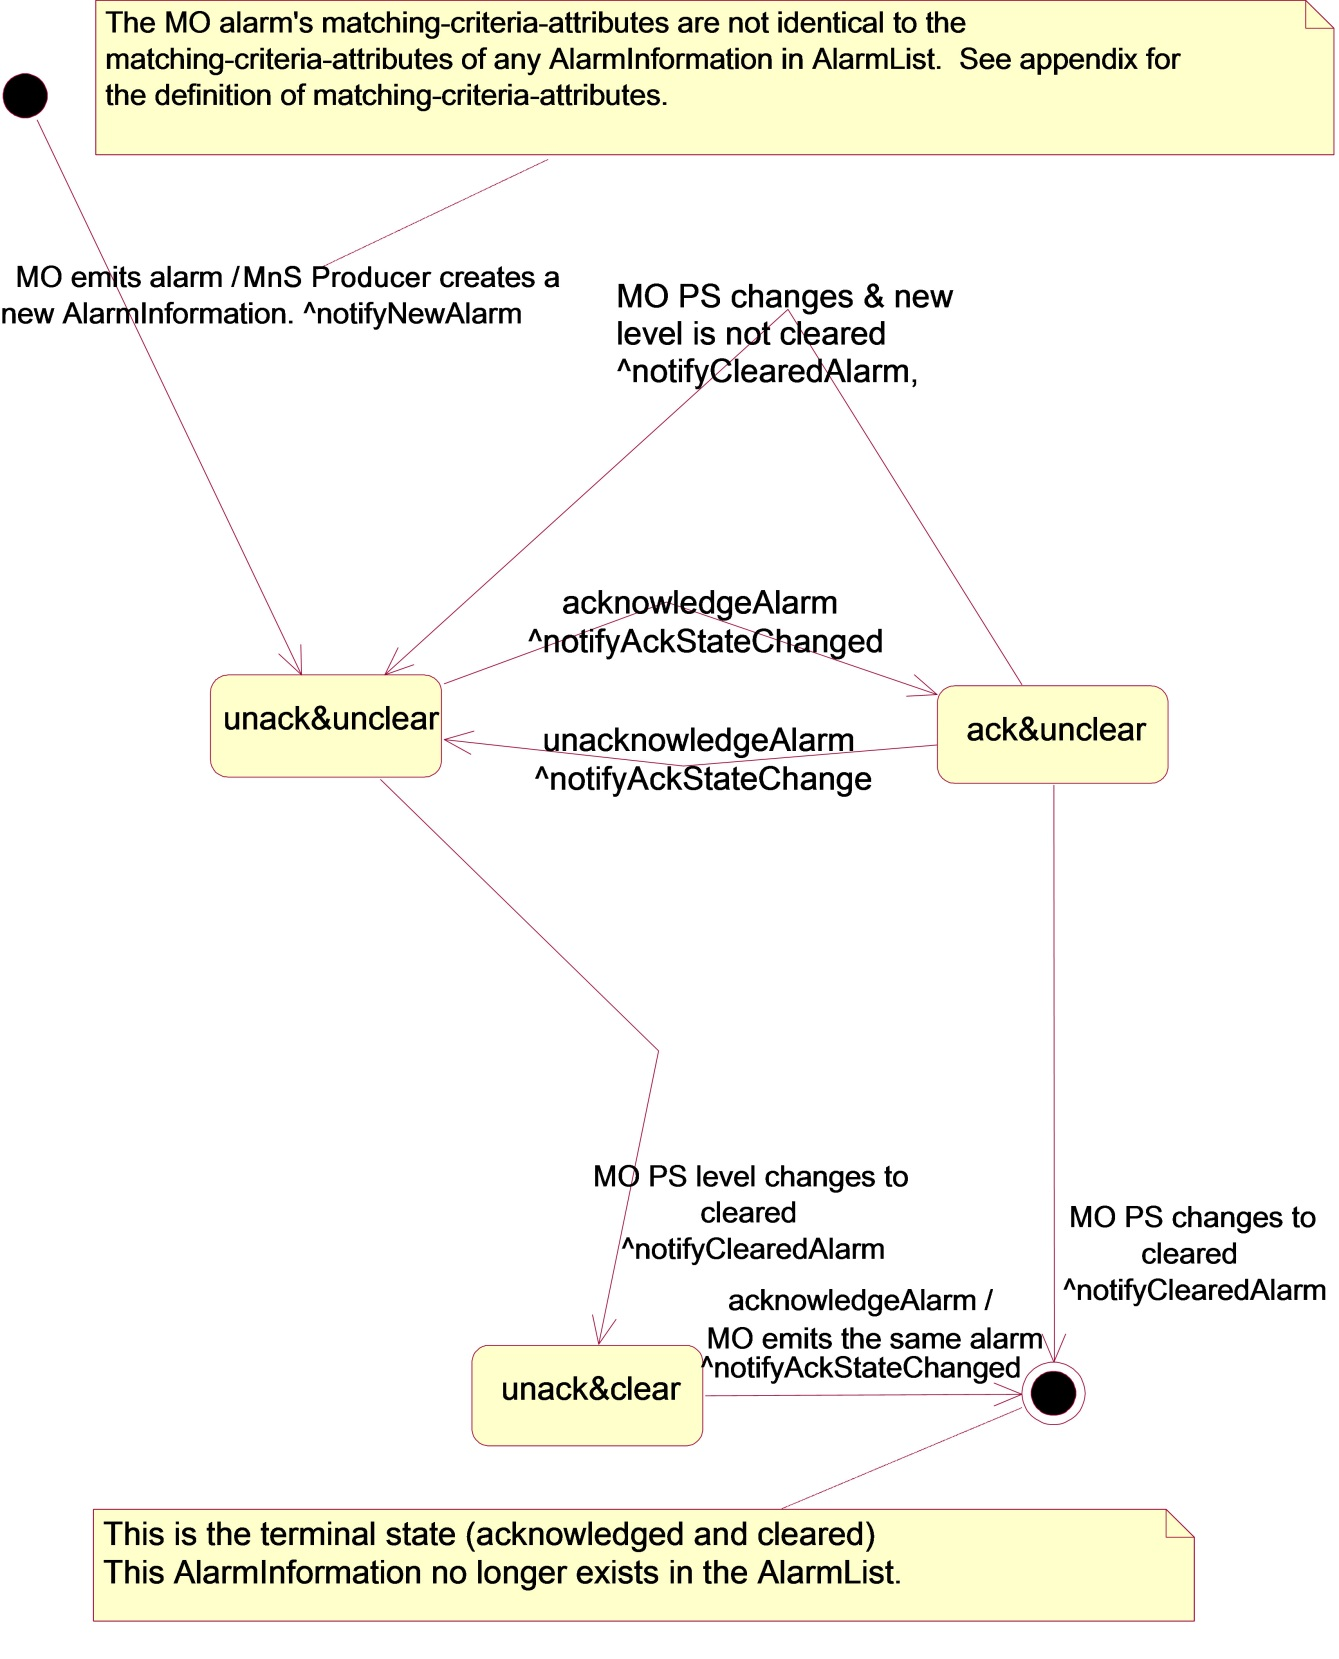 The MO alarm's matching-criteria-attributes are not identical to the
matching-criteria-attributes of any AlarmInformation in AlarmList.  See appendix for
the definition of matching-criteria-attributes.
MO emits alarm / MnS Producer creates a
new AlarmInformation. ^notifyNewAlarm
MO PS changes & new
level is not cleared
^notifyClearedAlarm,
acknowledgeAlarm
^notifyAckStateChanged
unack&unclear
ack&unclear
unacknowledgeAlarm
^notifyAckStateChange
MO PS level changes to
cleared
^notifyClearedAlarm
MO PS changes to
cleared
^notifyClearedAlarm
acknowledgeAlarm /
MO emits the same alarm
^notifyAckStateChanged
unack&clear
This is the terminal state (acknowledged and cleared)
This AlarmInformation no longer exists in the AlarmList.